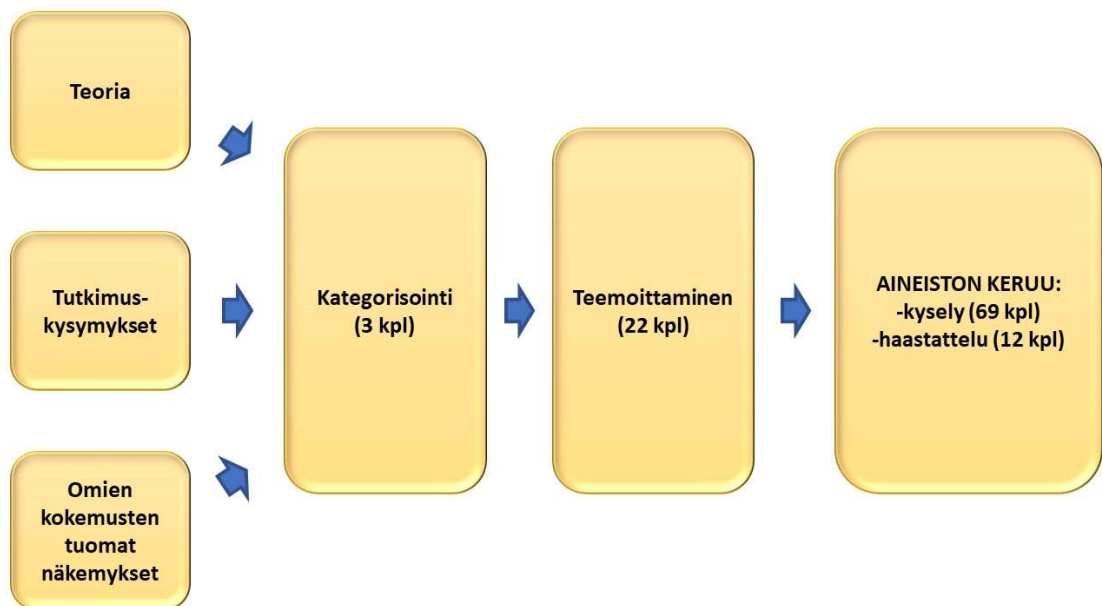 Teoria
Tutkimus-
kysymykset
Omien
kokemusten
tuomat
näkemykset
Kategorisointi
(3 kpl)
Teemoittaminen
(22 kpl)
AINEISTON KERUU:
-kysely (69 kpl)
-haastattelu (12 kpl)